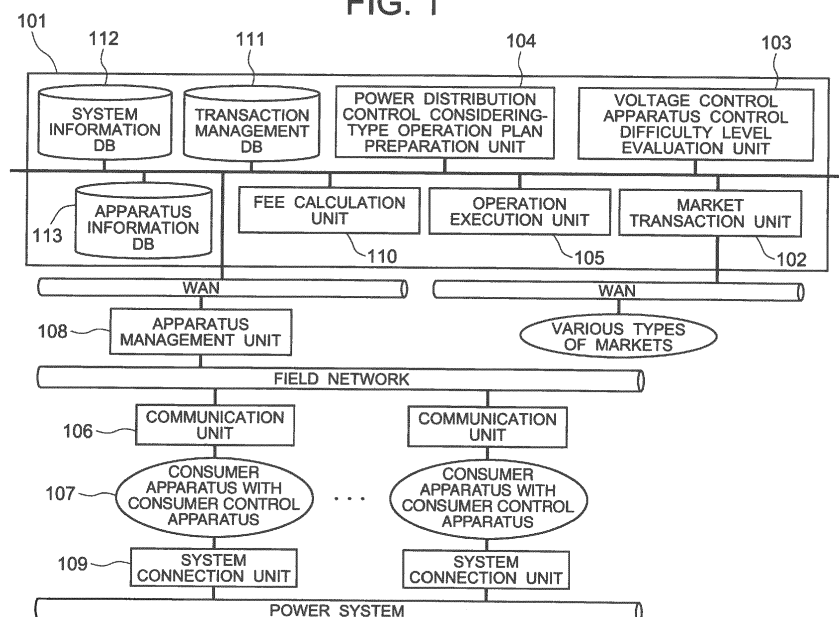 FIG. 1
101
112
111
104
103
SYSTEM
INFORMATION
DB
TRANSACTION
MANAGEMENT
DB
POWER DISTRIBUTION
CONTROL CONSIDERING-
TYPE OPERATION PLAN
PREPARATION UNIT
VOLTAGE CONTROL
APPARATUS CONTROL
DIFFICULTY LEVEL
EVALUATION UNIT
113
APPARATUS
INFORMATION
DB
FEE CALCULATION
UNIT
110
OPERATION
EXECUTION UNIT
105
MARKET
TRANSACTION UNIT
102
WAN
WAN
108
APPARATUS
MANAGEMENT UNIT
VARIOUS TYPES
OF MARKETS
FIELD NETWORK
106
COMMUNICATION
UNIT
COMMUNICATION
UNIT
107
CONSUMER
APPARATUS WITH
CONSUMER CONTROL
APPARATUS
. . .
CONSUMER
APPARATUS WITH
CONSUMER CONTROL
APPARATUS
109
SYSTEM
CONNECTION UNIT
SYSTEM
CONNECTION UNIT
POWER SYSTEM